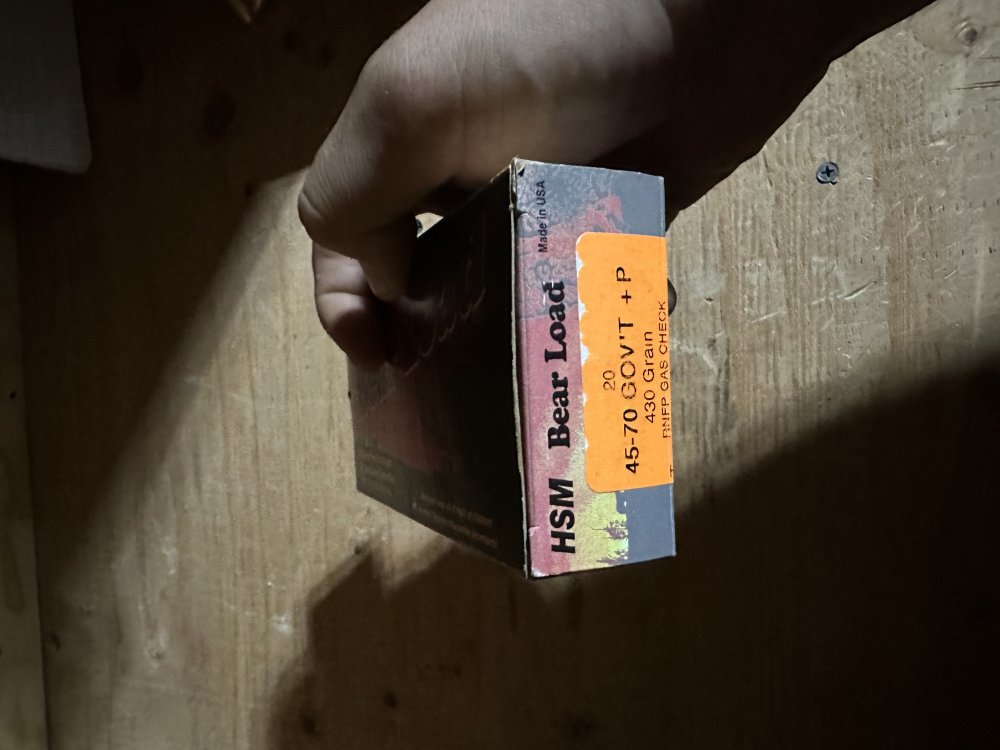 HSM Bear Load Made in USA
20
45-70 GOV'T + P
430 Grain
RNFP GAS CHECK